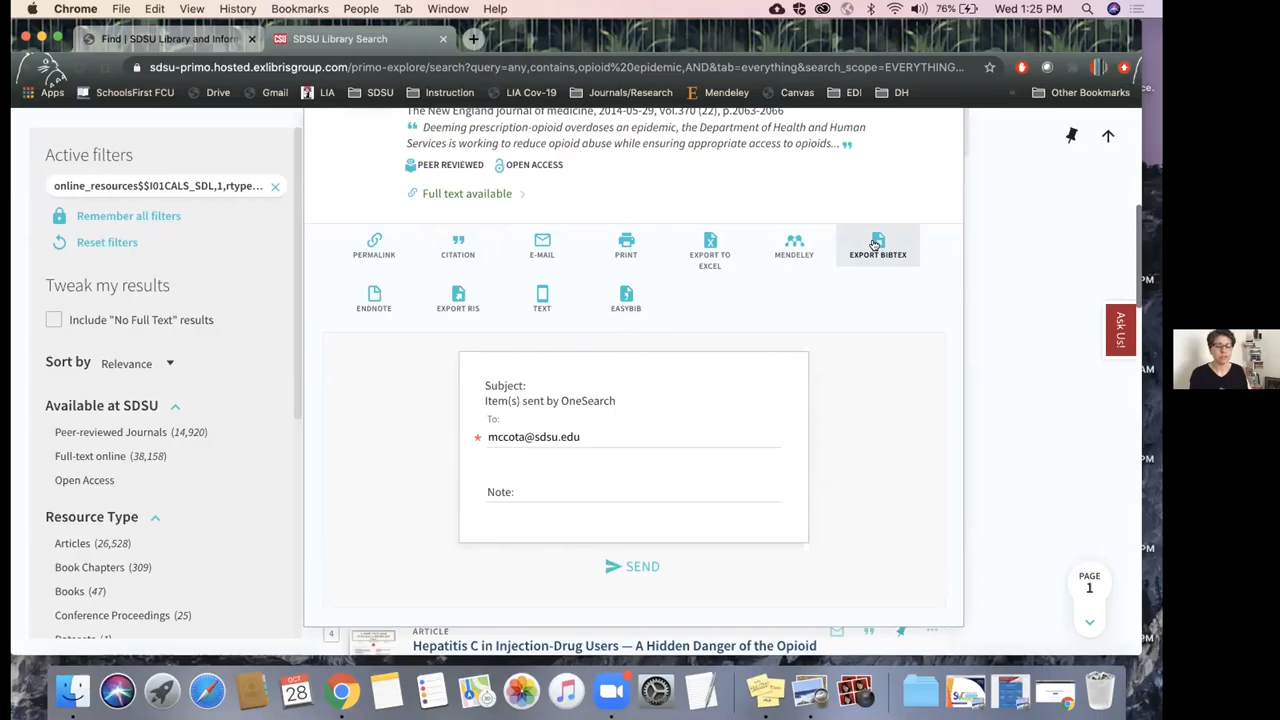 Chrome File Edit View History Bookmarks People Tab Window Help 76% Wed 1:25 PM
Find | SDSU Library and Inform
SDSU Library Search
sdsu-primo.hosted.exlibrisgroup.com/primo-explore/search?query=any,contains,opioid%20epidemic,AND&tab=everything&search_scope=EVERYTHING...
Apps SchoolsFirst FCU Drive Gmail LIA SDSU Instruction LIA Cov-19 Journals/Research Mendeley Canvas EDI DH » Other Bookmarks
The New England journal of medicine, 2014-05-29, Vol.370 (22), p.2063-2066
Deeming prescription-opioid overdoses an epidemic, the Department of Health and Human
Services is working to reduce opioid abuse while ensuring appropriate access to opioids...
PEER REVIEWED OPEN ACCESS
Full text available
Active filters
online_resources$$I01CALS_SDL,1,rtype...
Remember all filters
Reset filters
Tweak my results
Include "No Full Text" results
Sort by Relevance
Available at SDSU
Peer-reviewed Journals (14,920)
Full-text online (38,158)
Open Access
Resource Type
Articles (26,528)
Book Chapters (309)
Books (47)
Conference Proceedings (25)
PERMALINK
CITATION
E-MAIL
PRINT
EXPORT TO
EXCEL
MENDELEY
EXPORT BIBTEX
ENDNOTE
EXPORT RIS
TEXT
EASYBIB
Subject:
Item(s) sent by OneSearch
To:
mccota@sdsu.edu
Note:
SEND
4
ARTICLE
Hepatitis C in Injection-Drug Users — A Hidden Danger of the Opioid
Ask Us!
PAGE
1
ce.
PM
PM
AM
PM
PM
PM
OCT
28